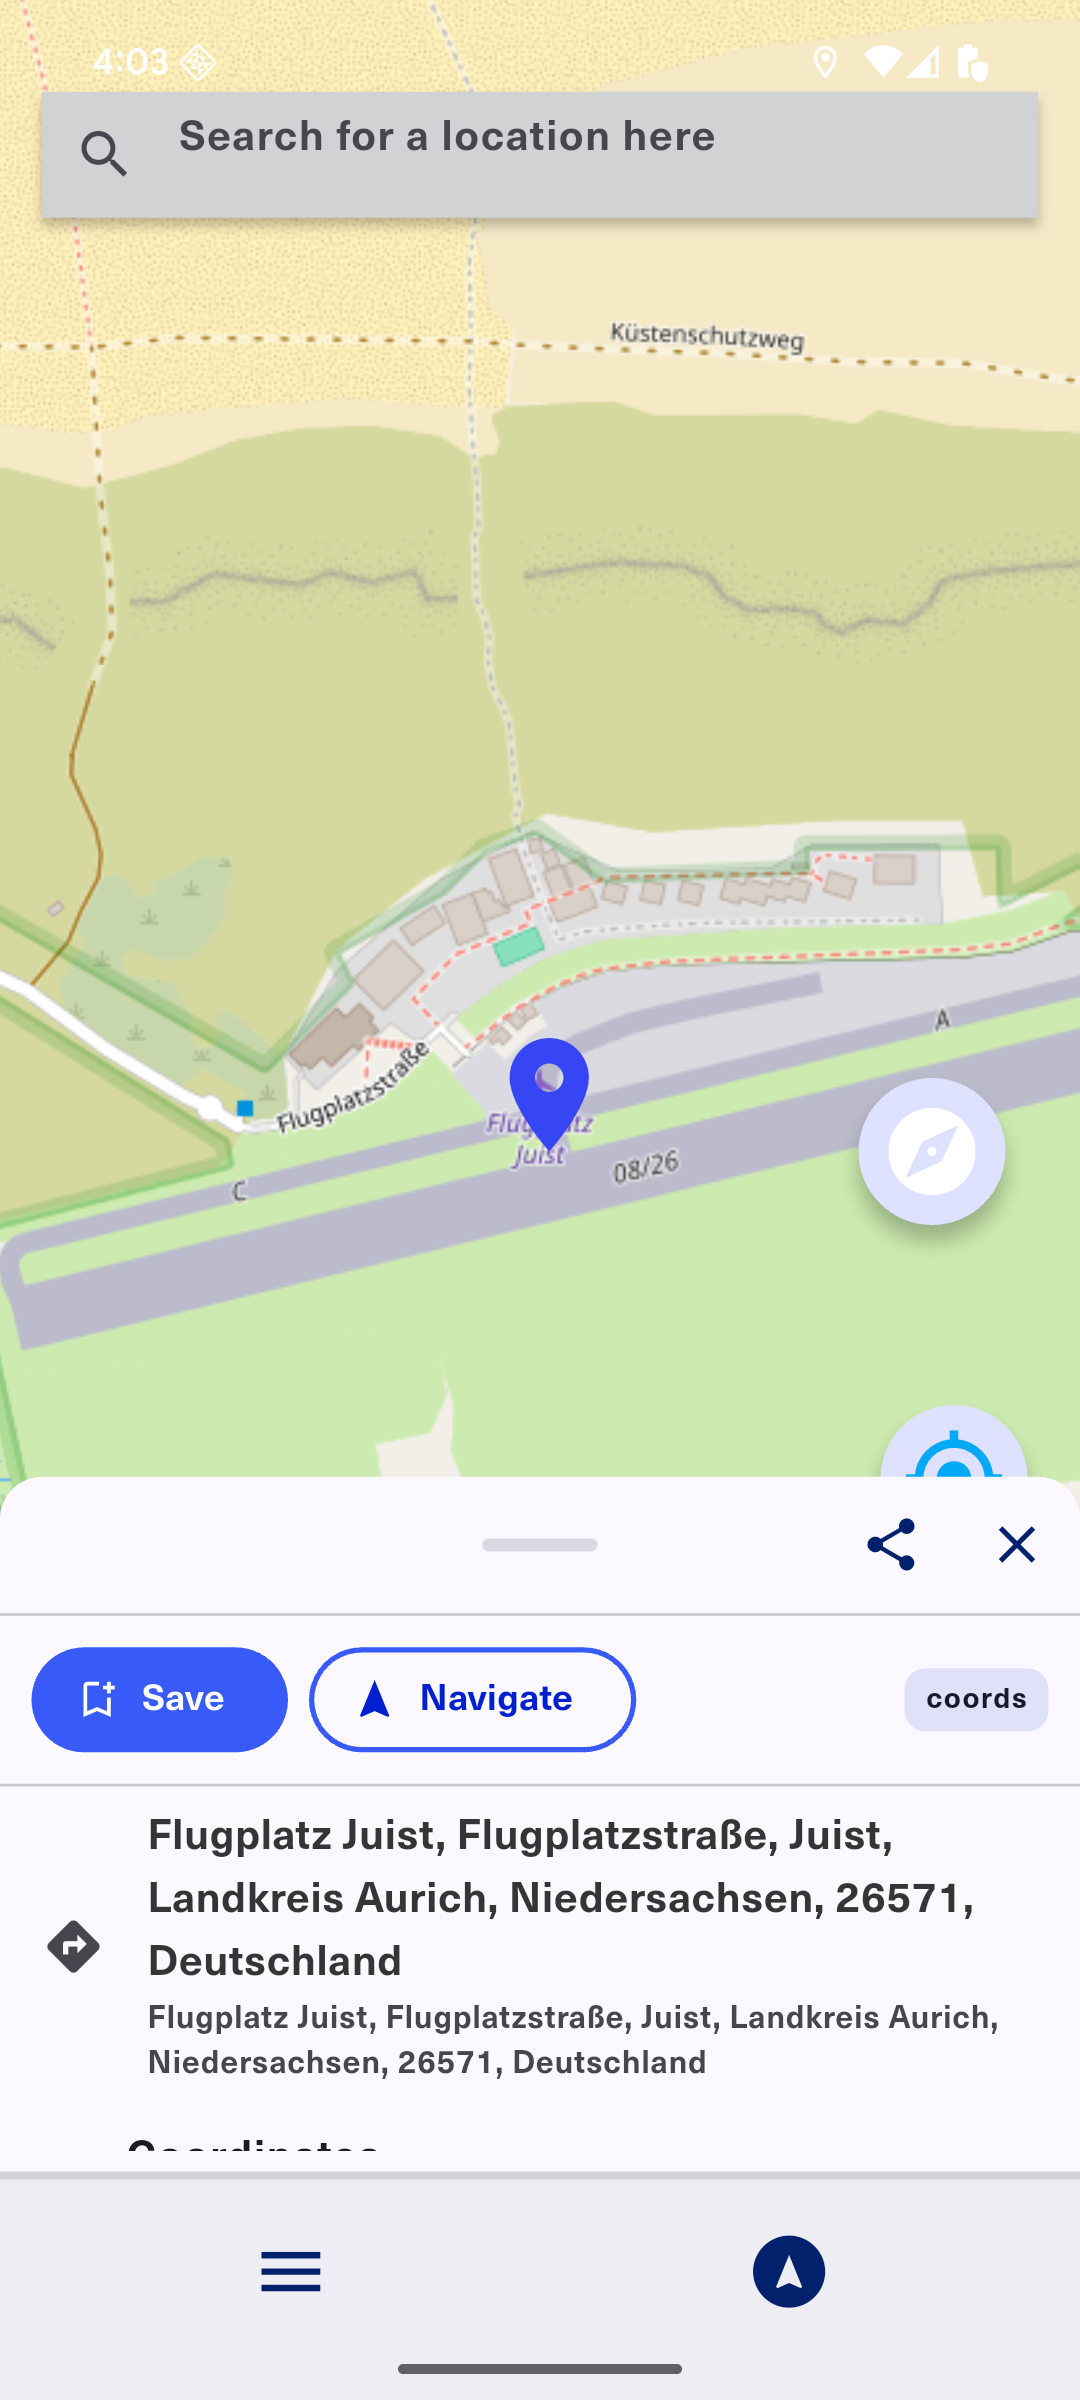 4:03
Search for a location here
Küstenschutzweg
A
Flugplatzstraße
Flugplatz
Juist
08/26
C
Save
Navigate
coords
Flugplatz Juist, Flugplatzstraße, Juist,
Landkreis Aurich, Niedersachsen, 26571,
Deutschland
Flugplatz Juist, Flugplatzstraße, Juist, Landkreis Aurich,
Niedersachsen, 26571, Deutschland
Coordinates